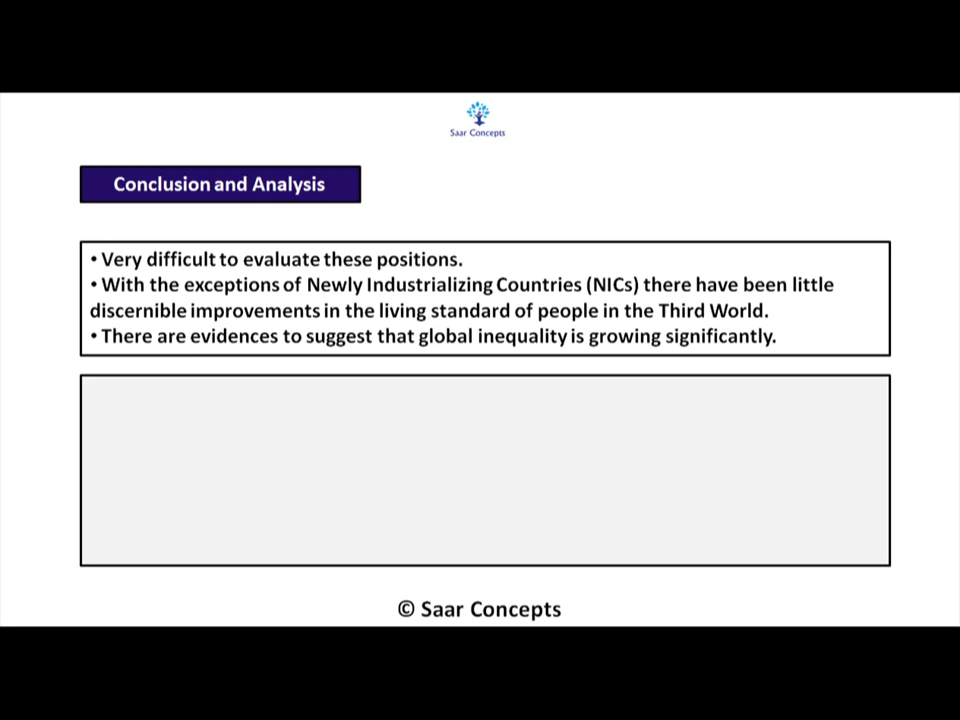 Saar Concepts
Conclusion and Analysis
• Very difficult to evaluate these positions.
• With the exceptions of Newly Industrializing Countries (NICs) there have been little
discernible improvements in the living standard of people in the Third World.
• There are evidences to suggest that global inequality is growing significantly.
© Saar Concepts